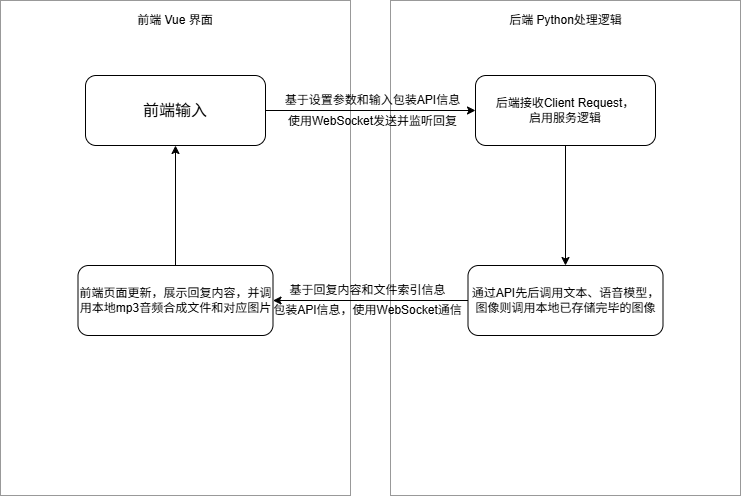 前端 Vue 界面
后端 Python处理逻辑
前端输入
基于设置参数和输入包装API信息
使用WebSocket发送并监听回复
后端接收Client Request，
启用服务逻辑
前端页面更新，展示回复内容，并调
用本地mp3音频合成文件和对应图片
基于回复内容和文件索引信息
包装API信息，使用WebSocket通信
通过API先后调用文本、语音模型，
图像则调用本地已存储完毕的图像